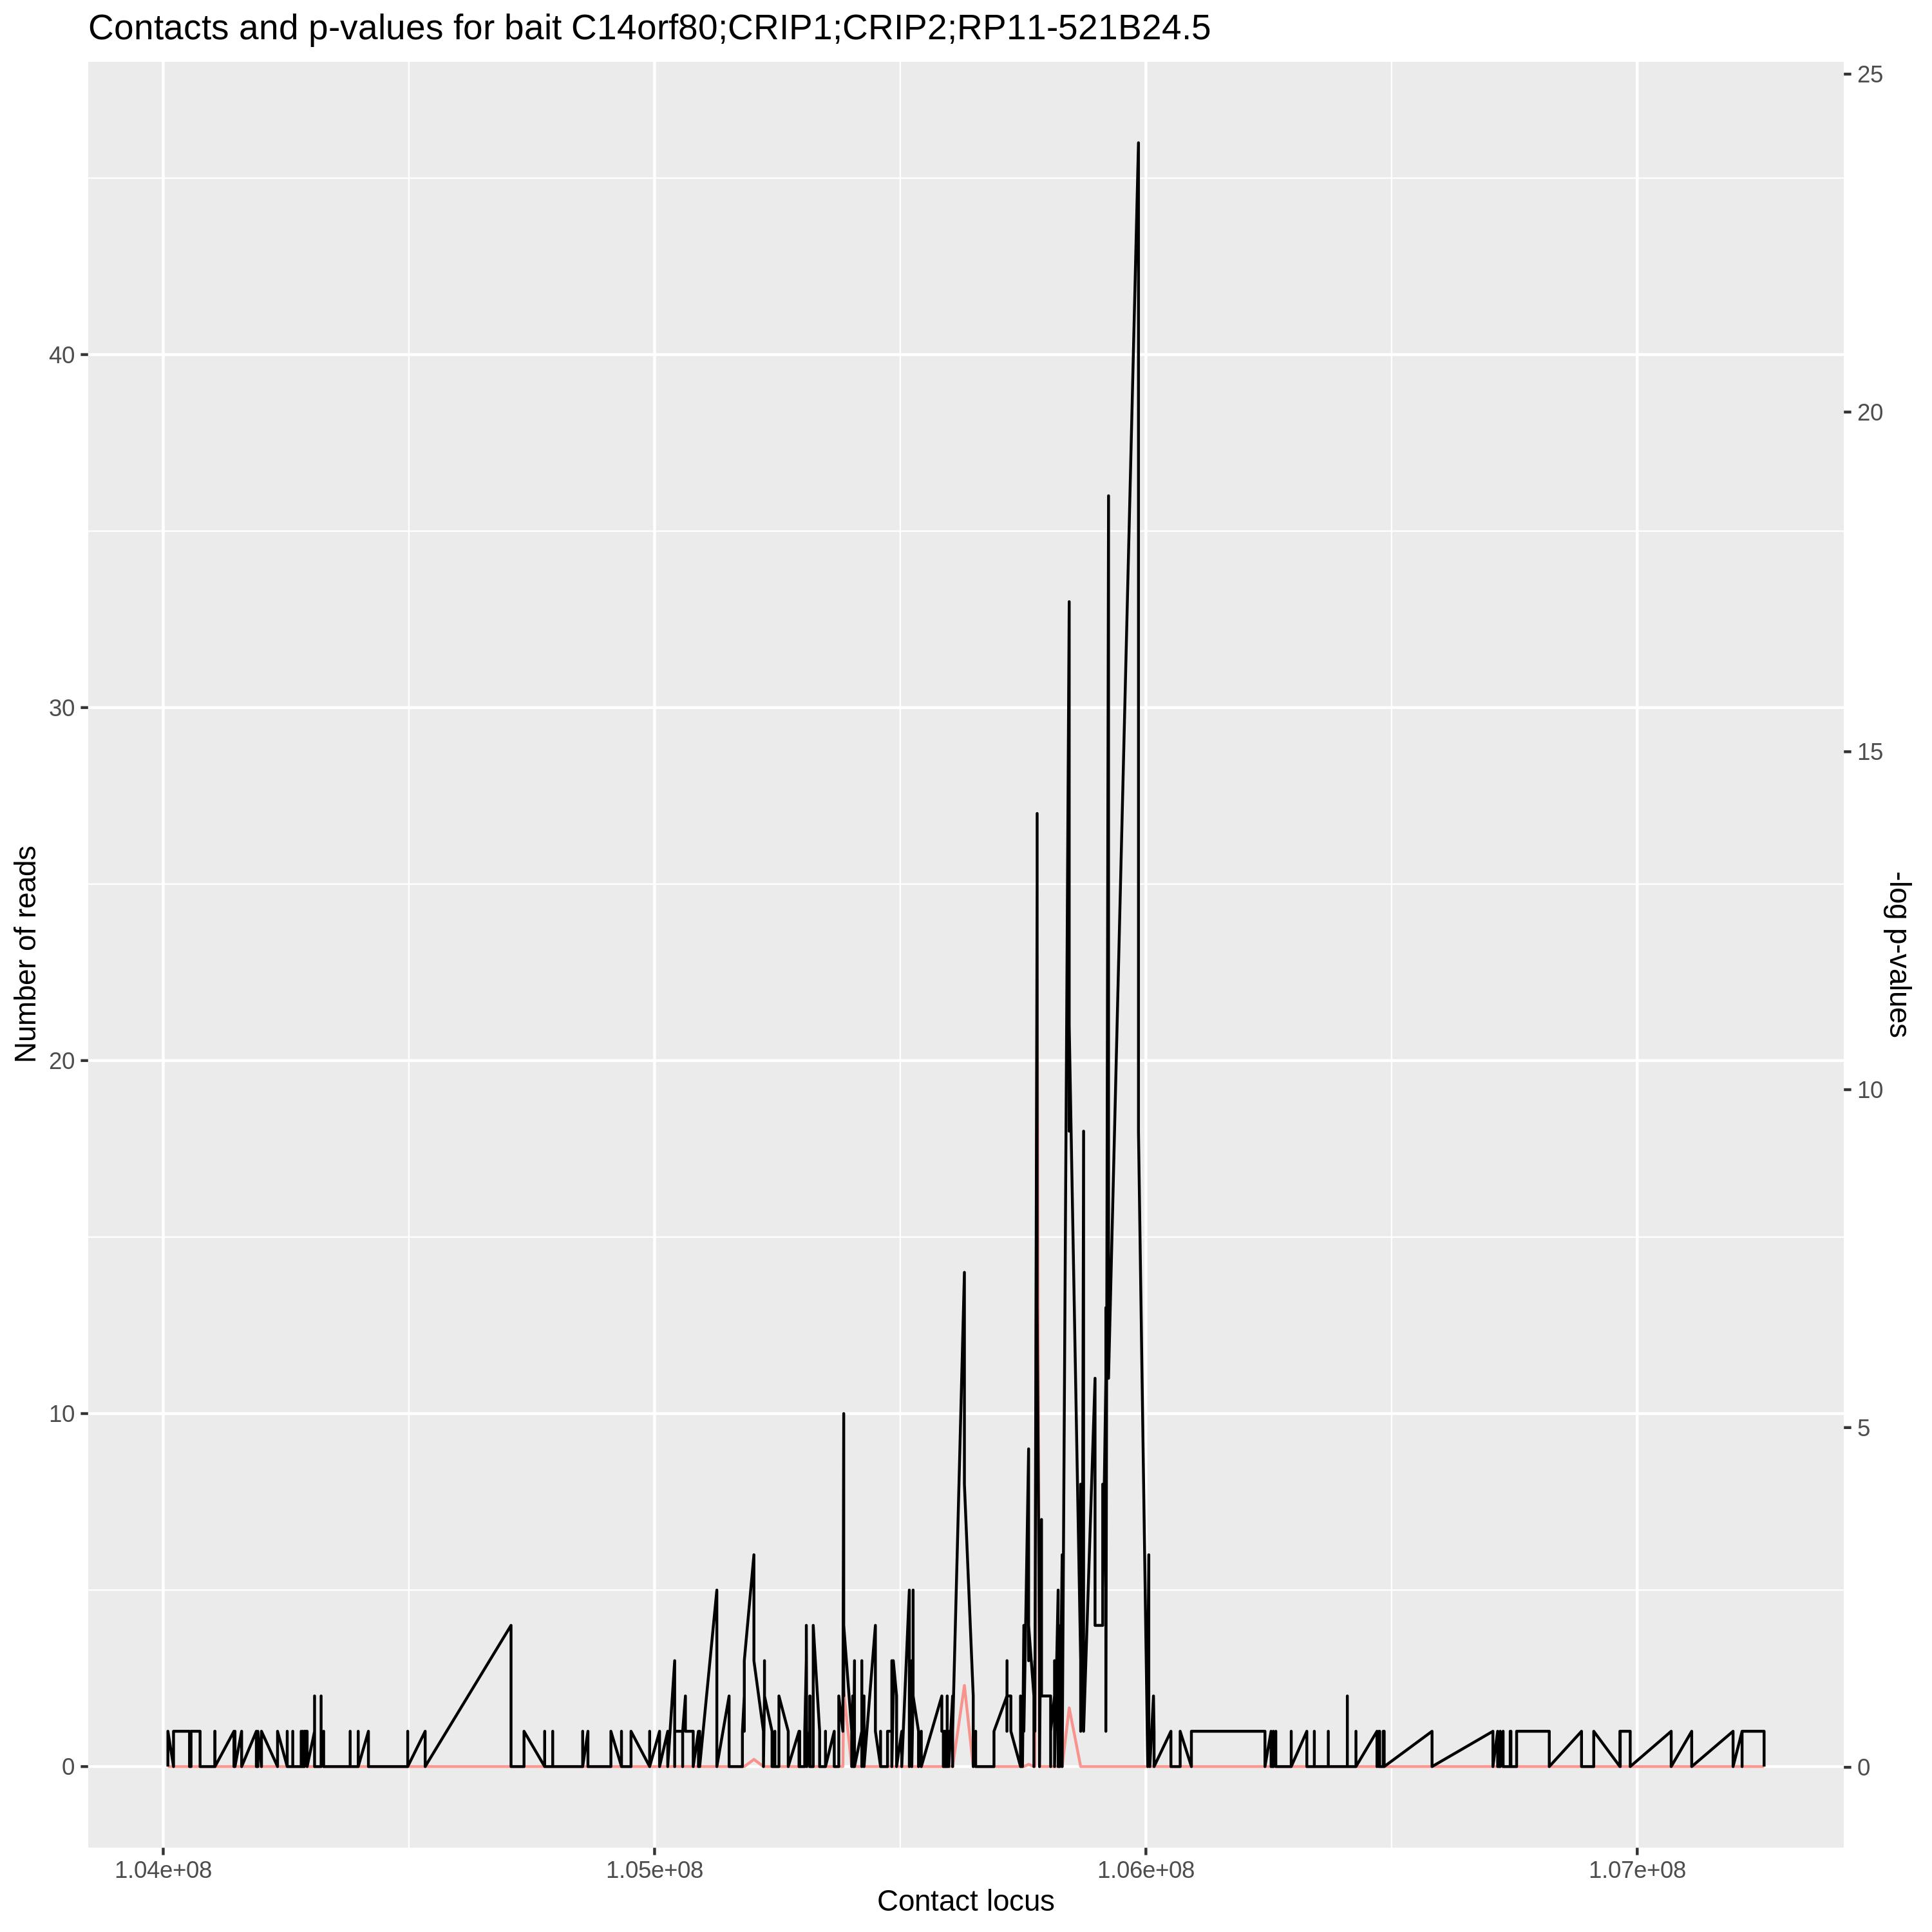 Contacts and p-values for bait C14orf80;CRIP1;CRIP2;RP11-521B24.5
Number of reads
40
30
20
10
0
25
20
15
10
5
0
-log p-values
1.04e+08
1.05e+08
1.06e+08
1.07e+08
Contact locus